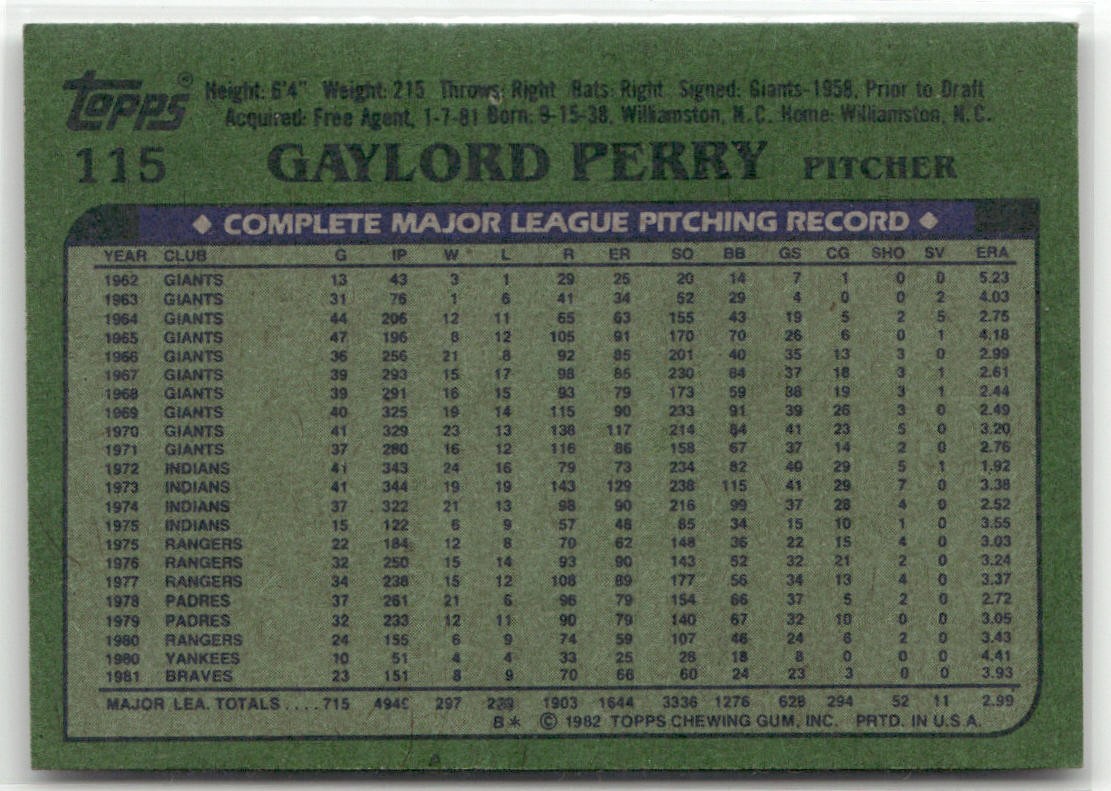 Topps® Height: 6'4" Weight: 215 Throws: Right Bats: Right Signed: Giants-1958, Prior to Draft
Acquired: Free Agent, 1-7-81 Born: 9-15-38, Williamston, N.C. Home: Williamston, N.C.
115 GAYLORD PERRY PITCHER
◆ COMPLETE MAJOR LEAGUE PITCHING RECORD ◆
YEAR CLUB G IP W L R ER SO BB GS CG SHO SV ERA
1962 GIANTS 13 43 3 1 29 25 20 14 7 1 0 0 5.23
1963 GIANTS 31 76 1 6 41 34 52 29 4 0 0 2 4.03
1964 GIANTS 44 206 12 11 65 63 155 43 19 5 2 5 2.75
1965 GIANTS 47 196 8 12 105 91 170 70 26 6 0 1 4.18
1966 GIANTS 36 256 21 8 92 85 201 40 35 13 3 0 2.99
1967 GIANTS 39 293 15 17 98 85 230 84 37 18 3 1 2.61
1968 GIANTS 39 291 16 15 93 79 173 59 38 19 3 1 2.44
1969 GIANTS 40 325 19 14 115 90 233 91 39 26 3 0 2.49
1970 GIANTS 41 329 23 13 138 117 214 84 41 23 5 0 3.20
1971 GIANTS 37 280 16 12 116 86 158 67 37 14 2 0 2.76
1972 INDIANS 41 343 24 16 79 73 234 82 40 29 5 1 1.92
1973 INDIANS 41 344 19 19 143 129 238 115 41 29 7 0 3.38
1974 INDIANS 37 322 21 13 98 90 216 99 37 28 4 0 2.52
1975 INDIANS 15 122 6 9 57 48 85 34 15 10 1 0 3.55
1975 RANGERS 22 184 12 8 70 62 148 36 22 15 4 0 3.03
1976 RANGERS 32 250 15 14 93 90 143 52 32 21 2 0 3.24
1977 RANGERS 34 238 15 12 108 89 177 56 34 13 4 0 3.37
1978 PADRES 37 261 21 6 96 79 154 66 37 5 2 0 2.72
1979 PADRES 32 233 12 11 90 79 140 67 32 10 0 0 3.05
1980 RANGERS 24 155 6 9 74 59 107 46 24 6 2 0 3.43
1980 YANKEES 10 51 4 4 33 25 28 18 8 0 0 0 4.41
1981 BRAVES 23 151 8 9 70 66 60 24 23 3 0 0 3.93
MAJOR LEA. TOTALS....715 297 1903 1644 3336 1276 628 294 52 11 2.99
B* © 1982 TOPPS CHEWING GUM, INC. PRTD. IN U.S.A.